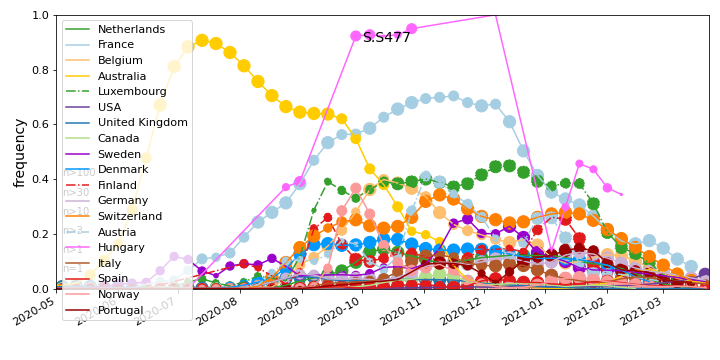 1.0
0.8
0.6
0.4
0.2
0.0
frequency
S.S477
Netherlands
France
Belgium
Australia
Luxembourg
USA
United Kingdom
Canada
Sweden
Denmark
Finland
Germany
Switzerland
Austria
Hungary
Italy
Spain
Norway
Portugal
n>100
n>30
n>10
n>3
n>1
n=1
2020-05
2020-06
2020-07
2020-08
2020-09
2020-10
2020-11
2020-12
2021-01
2021-02
2021-03